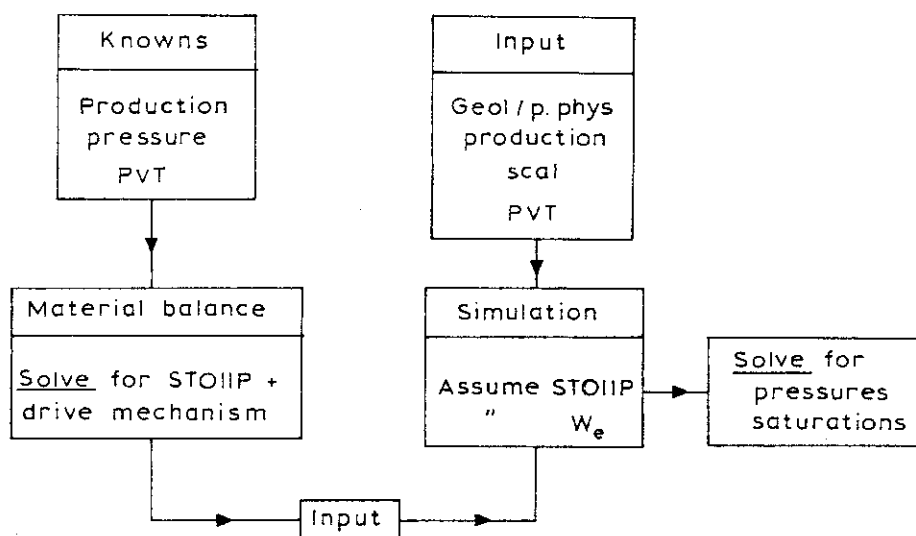 Knowns
Production
pressure
PVT
Input
Geol / p. phys
production
scal
PVT
Material balance
Solve for STOIIP +
drive mechanism
Simulation
Assume STOIIP
" We
Solve for
pressures
saturations
Input